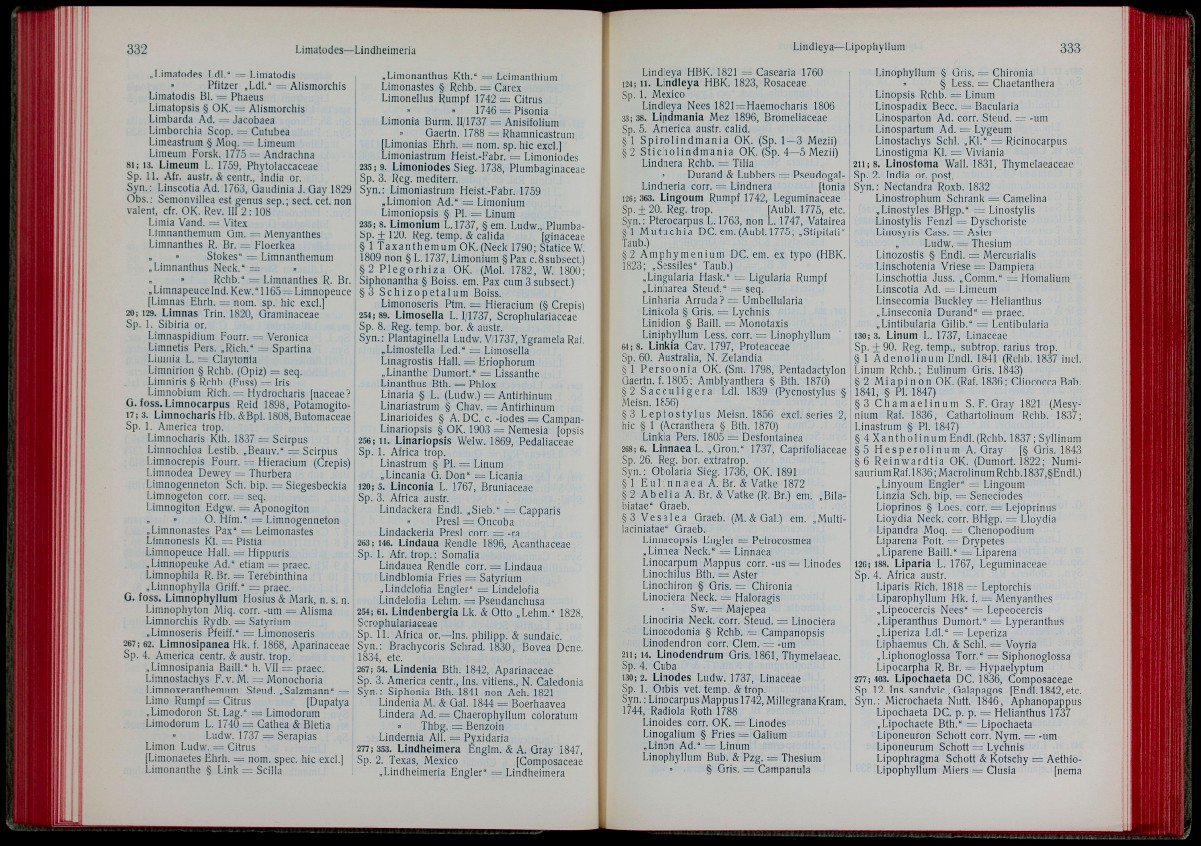 332
Limatodes—Lindheimeria
„Limatodes Ldl.“ = Limatodis
" Pfitzer „Ldl.“ = Alismorchis
Limatodis Bl. = Phaeus
Limatopsis § OK. = Alismorchis
Limbarda Ad. = Jacobaea
Limborchia Scop. = Cutubea
Limeastrum § Moq. = Limeum
Limeum Forsk. 1775 = Andrachna
81; 13. Limeum L. 1759, Phytolaccaceae
Sp. 11. Afr. austr. & centr., India or.
Syn.: Linscotia Ad. 1763, Gaudinia J. Gay 1829
Obs.: Semonvillea est genus sep.; sect. cet. non
valent, cfr. OK. Rev. III 2: 108
Limia Vand. = Vitex
Limnanthemum Gm. = Menyanthes
Limnanthes R. Br. = Floerkea
" " Stokes“ = Limnanthemum
„Limnanthus Neck.“ = "
" " Rchb.“ = Limnanthes R. Br.
„LimnapeuceInd.Kew.“1165=Limnopeuce
[Limnas Ehrh. = nom. sp. hic excl.]
20; 129. Limnas Trin. 1820, Graminaceae
Sp. 1. Sibiria or.
Limnaspidium Fourr. = Veronica
Limnetis Pers. „Rich.“ = Spartina
Limnia L. = Claytonia
Limnirion § Rchb. (Opiz) = seq.
Limniris § Rchb. (Fuss) = Iris
Limnobium Rich. = Hydrocharis [naceae?
G. foss. Limnocarpus Reid 1898, Potamogito-
17; 3. Limnocharis Hb. & Bpl. 1808, Butomaceae
Sp. 1. America trop.
Limnocharis Kth. 1837 = Scirpus
Limnochloa Lestib. „Beauv.“ = Scirpus
Limnocrepis Fourr. = Hieracium (Crepis)
Limnodea Dewey = Thurbera
Limnogenneton Sch. bip. = Siegesbeckia
Limnogeton corr. = seq.
Limnogiton Edgw. = Aponogiton
" " O. Hfm.“ = Limnogenneton
„Limnonastes Pax“ = Leimonastes
Limnonesis Kl. = Pistia
Limnopeuce Hall. = Hippuris
„Limnopeuke Ad.“ etiam = praec.
Limnophila R. Br. = Terebinthina
„Limnophylla Griff.“ = praec.
G. foss. Limnophyllum Hosius & Mark, n. s. n.
Limnophyton Miq. corr. -um = Alisma
Limnorchis Rydb. = Satyrium
„Limnoseris Pfeiff.“ = Limonoseris
267; 62. Limnosipanea Hk. f. 1868, Aparinaceae
Sp. 4. America centr. & austr. trop.
„Limnosipania Baill.“ h. VII = praec.
Limnostachys F. v. M. = Monochoria
Limnoxeranthemum Steud. „Salzmann“ =
Limo Rumpf = Citrus [Dupatya
„Limodoron St. Lag.“ = Limodorum
Limodorum L. 1740 = Cathea & Bletia
" Ludw. 1737 = Serapias
Limon Ludw. = Citrus
[Limonaetes Ehrh. = nom. spec. hic excl.]
Limonanthe § Link = Scilla
„Limonanthus Kth.“ = Leimanthium
Limonastes § Rchb. = Carex
Limonellus Rumpf 1742 = Citrus
" " 1746 = Pisonia
Limonia Burm. II|1737 = Anisifolium
" Gaertn. 1788 = Rhamnicastrum
[Limonias Ehrh. = nom. sp. hic excl.]
Limoniastrum Heist.-Fabr. = Limoniodes
235; 9. Limoniodes Sieg. 1738, Plumbaginaceae
Sp. 3. Reg. mediterr.
Syn.: Limoniastrum Heist.-Fabr. 1759
„Limonion Ad.“ = Limonium
Limoniopsis § Pl. = Linum
235; 8. Limonium L.1737, § em. Ludw., Plumba-
Sp. ± 120. Reg. temp. & calida [ginaceae
§ 1 Taxanthemum OK. (Neck 1790; Statice W.
1809 non § L. 1737, Limonium § Pax c. 8 subsect.)
§ 2 Plegorhiza OK. (Mol. 1782, W. 1800;
Siphonantha § Boiss. em. Pax cum 3 subsect.)
§ 3 Schizopetalum Boiss.
Limonoseris Ptm. = Hieracium (§ Crepis)
254; 89. Limosella L. I|1737, Scrophulariaceae
Sp. 8. Reg. temp. bor. & austr.
Syn.: Plantaginella Ludw. V|1737, Ygramela Raf.
„Limostella Led.“ = Limosella
Linagrostis Hall. = Eriophorum
„Linanthe Dumort.“ = Lissanthe
Linanthus Bth. = Phlox
Linaria § L. (Ludw.) = Antirhinum
Linariastrum § Chav. = Antirhinum
Linarioides § A. DC. c. -iodes = Campan-
Linariopsis § OK. 1903 = Nemesia [opsis
256; 11. Linariopsis Welw. 1869, Pedaliaceae
Sp. 1. Africa trop.
Linastrum § Pl. = Linum
„Lincania G. Don“ = Licania
120; 5. Linconia L. 1767, Bruniaceae
Sp. 3. Africa austr.
Lindackera Endl. „Sieb.“ = Capparis
" Presl = Oncoba
Lindackeria Presl corr. = -ra
263; 146. Lindaua Rendle 1896, Acanthaceae
Sp. 1. Afr. trop.: Somalia
Lindauea Rendle corr. = Lindaua
Lindblomia Fries = Satyrium
„Lindelofia Engler“ = Lindelofia
Lindelofia Lehm. = Pseudanchusa
254; 61. Lindenbergia Lk. & Otto „Lehm.“ 1828,
Scrophulariaceae
Sp. 11. Africa or.—Ins. philipp. & sundaic.
Syn.: Brachycoris Schrad. 1830, Bovea Dcne.
1834, etc.
267; 54. Lindenia Bth. 1842, Aparinaceae
Sp. 3. America centr., Ins. vitiens., N. Caledonia
Syn.: Siphonia Bth. 1841 non Ach. 1821
Lindenia M. & Gal. 1844 = Boerhaavea
Lindera Ad. = Chaerophyllum coloratum
" Thbg. = Benzoin
Lindernia All. = Pyxidaria
277; 353. Lindheimera Englm. & A. Gray 1847,
Sp. 2. Texas, Mexico [Composaceae
„Lindheimeria Engler“ = Lindheimera
Lindleya—Lipophyllum
333
Lindleya HBK. 1821 = Casearia 1760
124; 11. Lindleya HBK. 1823, Rosaceae
Sp. 1. Mexico
Lindleya Nees 1821=Haemocharis 1806
33; 38. Lindmania Mez 1896, Bromeliaceae
Sp. 5. America austr. calid.
§ 1 Spirolindmania OK. (Sp. 1—3 Mezii)
§ 2 Sticholindmania OK. (Sp. 4—5 Mezii)
Lindnera Rchb. = Tilia
" Durand & Lubbers = Pseudogal-
Lindneria corr. = Lindnera [tonia
126; 363. Lingoum Rumpf 1742, Leguminaceae
Sp. ± 20. Reg. trop. [Aubl. 1775, etc.
Syn.: Pterocarpus L. 1763, non L. 1747, Vatairea
§ 1 Mutuchia DC. em. (Aubl. 1775; „Stipitali“
Taub.)
§ 2 Amphymenium DC. em. ex typo (HBK.
1823; „Sessiles“ Taub.)
„Lingularia Hask.“ = Ligularia Rumpf
„Linharea Steud.“ = seq.
Linharia Arruda? = Umbellularia
Linicola § Gris. = Lychnis
Linidion § Baill. = Monotaxis
Liniphyllum Less. corr. = Linophyllum
64; 8. Linkia Cav. 1797, Proteaceae
Sp. 60. Australia, N. Zelandia
§ 1 Persoonia OK. (Sm. 1798, Pentadactylon
Gaertn. f. 1805; Amblyanthera § Bth. 1870)
§ 2 Sacculigera Ldl. 1839 (Pycnostylus §
Meisn. 1856)
§ 3 Leptostylus Meisn. 1856 excl. series 2,
hic § 1 (Acranthera § Bth. 1870)
Linkia Pers. 1805 = Desfontainea
268; 6. Linnaea L. „Gron.“ 1737, Caprifoliaceae
Sp. 26. Reg. bor. extratrop.
Syn.: Obolaria Sieg. 1736, OK. 1891
§ 1 Eulinnaea A. Br. & Vatke 1872
§ 2 Abelia A. Br. & Vatke (R. Br.) em. „Bila-
biatae“ Graeb.
§ 3 Vesalea Graeb. (M. & Gal.) em. „Multi-
laciniatae“ Graeb.
Linnaeopsis Engler = Petrocosmea
„Linnea Neck.“ = Linnaea
Linocarpum Mappus corr. -us = Linodes
Linochilus Bth. = Aster
Linochiron § Gris. = Chironia
Linociera Neck. = Haloragis
" Sw. = Majepea
Linociria Neck. corr. Steud. = Linociera
Linocodonia § Rchb. = Campanopsis
Linodendron corr. Clem. = -um
211; 14. Linodendrum Gris. 1861, Thymelaeac.
Sp. 4. Cuba
130; 2. Linodes Ludw. 1737, Linaceae
Sp. 1. Orbis vet. temp. & trop.
Syn.: Linocarpus Mappus 1742, Millegrana Kram.
1744, Radiola Roth 1788
Linoides corr. OK. = Linodes
Linogalium § Fries = Galium
„Linon Ad.“ = Linum
Linophyllum Bub. & Pzg. = Thesium
" § Gris. = Campanula
Linophyllum § Gris. = Chironia
" § Less. = Chaetanthera
Linopsis Rchb. = Linum
Linospadix Becc. = Bacularia
Linosparton Ad. corr. Steud. = -um
Linospartum Ad. = Lygeum
Linostachys Schl. „Kl.“ = Ricinocarpus
Linostigma Kl. = Viviania
211; 8. Linostoma Wall. 1831, Thymelaeaceae
Sp. 2. India or. post.
Syn.: Nectandra Roxb. 1832
Linostrophum Schrank = Camelina
„Linostyles BHgp.“ = Linostylis
Linostylis Fenzl = Dyschoriste
Linosyris Cass. = Aster
" Ludw. = Thesium
Linozostis § Endl. = Mercurialis
Linschotenia Vriese = Dampiera
Linschottia Juss. „Comm.“ = Homalium
Linscotia Ad. = Limeum
Linsecomia Buckley = Helianthus
„Linseconia Durand“ = praec.
„Lintibularia Gilib.“ = Lentibularia
130; 3. Linum L. 1737, Linaceae
Sp. ± 90. Reg. temp., subtrop. rarius trop.
§ 1 Adenolinum Endl. 1841 (Rchb. 1837 incl.
Linum Rchb.; Eulinum Gris. 1843)
§ 2 Miapinon OK. (Raf. 1836; Cliococca Bab.
1841, § Pl. 1847)
§ 3 Chamaelinum S. F. Gray 1821 (Mesy-
nium Raf. 1836, Cathartolinum Rchb. 1837;
Linastrum § Pl. 1847)
§ 4 Xantholinum Endl. (Rchb. 1837; Syllinum
§ 5 Hesperolinum A. Gray [§ Gris. 1843
§ 6 Reinwardtia OK. (Dumort. 1822; Numi-
saurium Raf. 1836; Macrolinum Rchb. 1837, § Endl.)
„Linyoum Engler“ = Lingoum
Linzia Sch. bip. = Seneciodes
Lioprinos § Loes. corr. = Lejoprinus
Lioydia Neck. corr. BHgp. = Lloydia
Lipandra Moq. = Chenopodium
Liparena Poit. = Drypetes
„Liparene Baill.“ = Liparena
126; 188. Liparia L. 1767, Leguminaceae
Sp. 4. Africa austr.
Liparis Rich. 1818 = Leptorchis
Liparophyllum Hk. f. = Menyanthes
„Lipeocercis Nees“ = Lepeocercis
„Liperanthus Dumort.“ = Lyperanthus
„Liperiza Ldl.“ = Leperiza
Liphaemus Ch. & Schl. = Voyria
„Liphonoglossa Torr.“ = Siphonoglossa
Lipocarpha R. Br. = Hypaelyptum
277; 403. Lipochaeta DC. 1836, Composaceae
Sp. 12. Ins. sandvic., Galapagos [Endl. 1842, etc.
Syn.: Microchaeta Nutt. 1846, Aphanopappus
Lipochaeta DC. p. p. = Helianthus 1737
„Lipochaete Bth.“ = Lipochaeta
Liponeuron Schott corr. Nym. = -um
Liponeurum Schott = Lychnis
Lipophragma Schott & Kotschy = Aethio-
Lipophyllum Miers = Clusia [nema